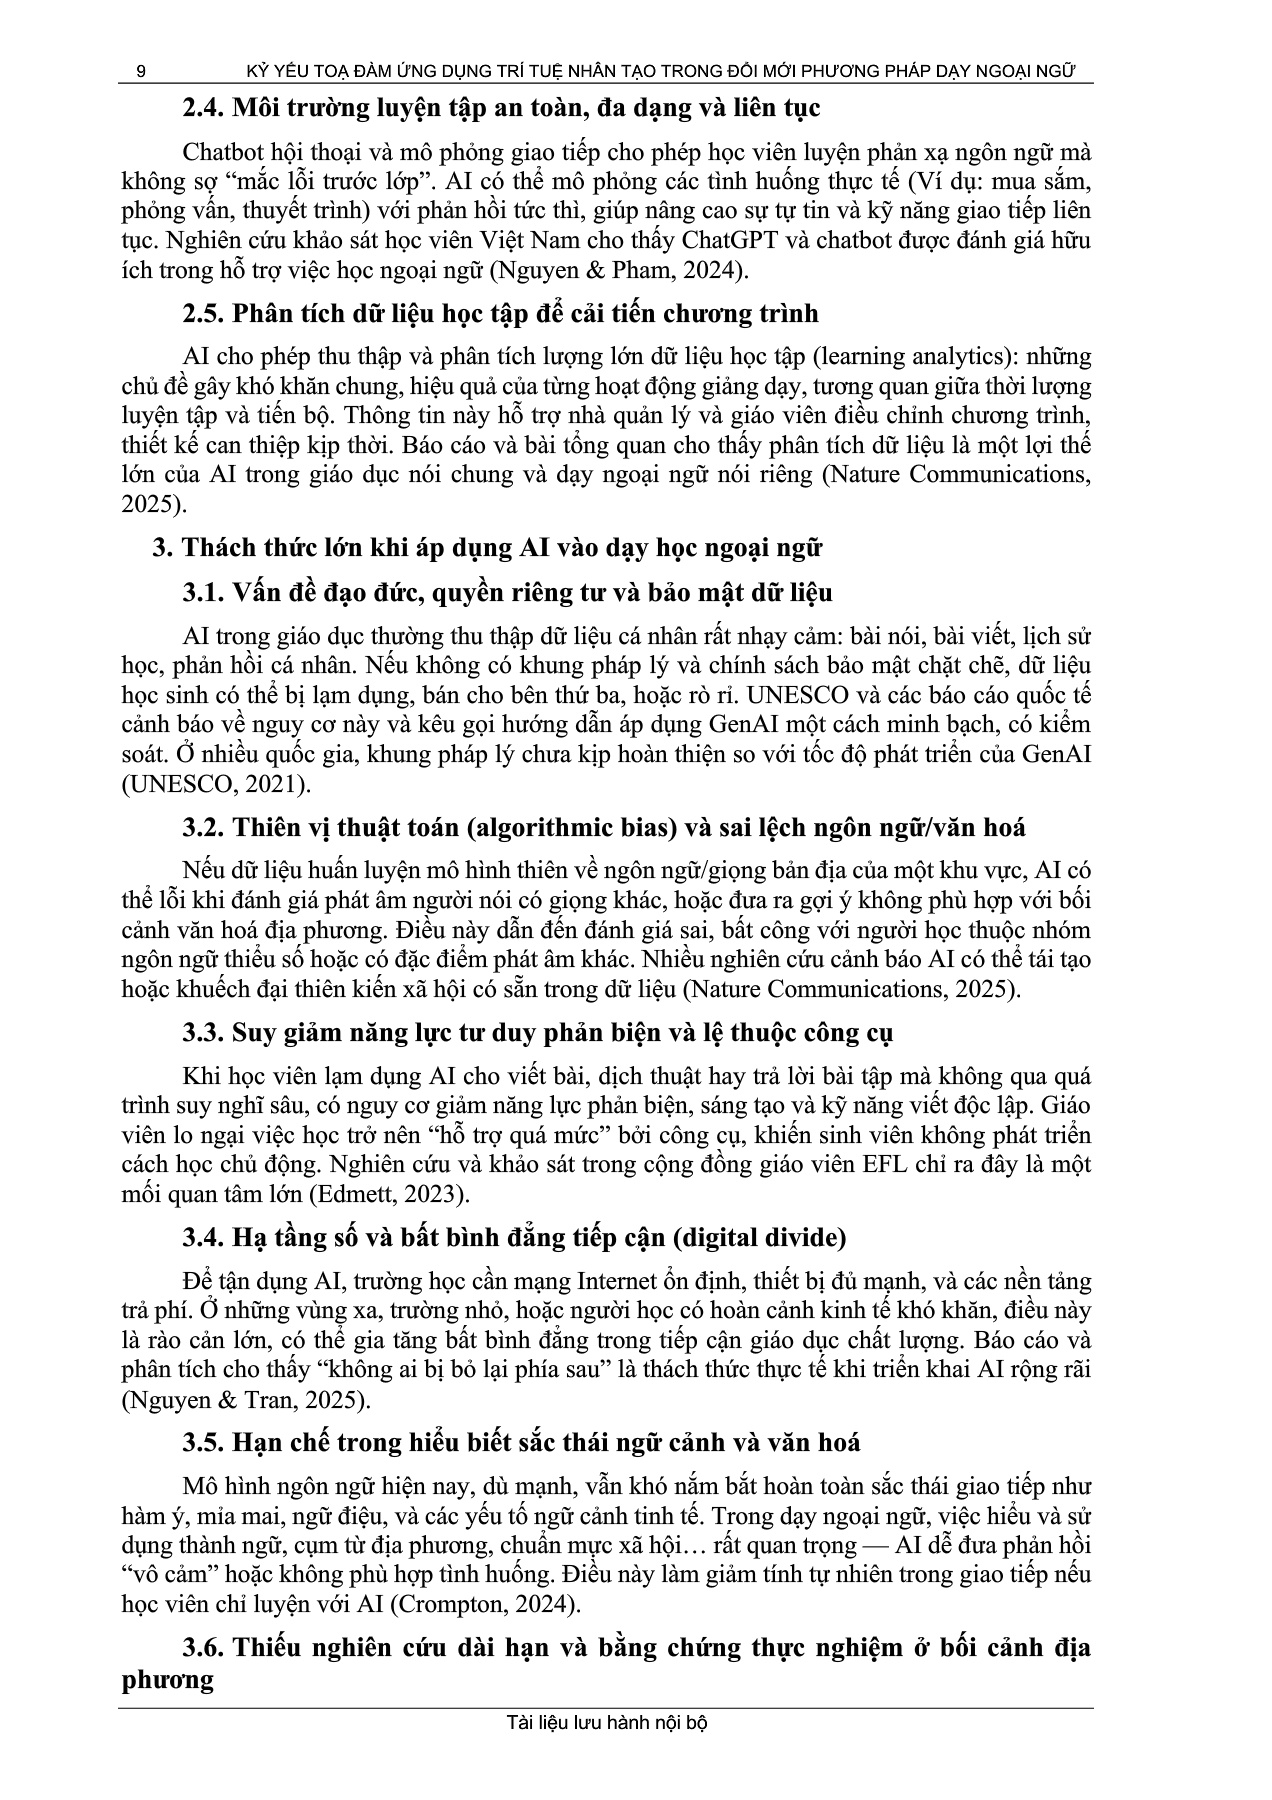 9 KỶ YẾU TOẠ ĐÀM ỨNG DỤNG TRÍ TUỆ NHÂN TẠO TRONG ĐỔI MỚI PHƯƠNG PHÁP DẠY NGOẠI NGỮ
2.4. Môi trường luyện tập an toàn, đa dạng và liên tục
Chatbot hội thoại và mô phỏng giao tiếp cho phép học viên luyện phản xạ ngôn ngữ mà
không sợ “mắc lỗi trước lớp”. AI có thể mô phỏng các tình huống thực tế (Ví dụ: mua sắm,
phỏng vấn, thuyết trình) với phản hồi tức thì, giúp nâng cao sự tự tin và kỹ năng giao tiếp liên
tục. Nghiên cứu khảo sát học viên Việt Nam cho thấy ChatGPT và chatbot được đánh giá hữu
ích trong hỗ trợ việc học ngoại ngữ (Nguyen & Pham, 2024).
2.5. Phân tích dữ liệu học tập để cải tiến chương trình
AI cho phép thu thập và phân tích lượng lớn dữ liệu học tập (learning analytics): những
chủ đề gây khó khăn chung, hiệu quả của từng hoạt động giảng dạy, tương quan giữa thời lượng
luyện tập và tiến bộ. Thông tin này hỗ trợ nhà quản lý và giáo viên điều chỉnh chương trình,
thiết kế can thiệp kịp thời. Báo cáo và bài tổng quan cho thấy phân tích dữ liệu là một lợi thế
lớn của AI trong giáo dục nói chung và dạy ngoại ngữ nói riêng (Nature Communications,
2025).
3. Thách thức lớn khi áp dụng AI vào dạy học ngoại ngữ
3.1. Vấn đề đạo đức, quyền riêng tư và bảo mật dữ liệu
AI trong giáo dục thường thu thập dữ liệu cá nhân rất nhạy cảm: bài nói, bài viết, lịch sử
học, phản hồi cá nhân. Nếu không có khung pháp lý và chính sách bảo mật chặt chẽ, dữ liệu
học sinh có thể bị lạm dụng, bán cho bên thứ ba, hoặc rò rỉ. UNESCO và các báo cáo quốc tế
cảnh báo về nguy cơ này và kêu gọi hướng dẫn áp dụng GenAI một cách minh bạch, có kiểm
soát. Ở nhiều quốc gia, khung pháp lý chưa kịp hoàn thiện so với tốc độ phát triển của GenAI
(UNESCO, 2021).
3.2. Thiên vị thuật toán (algorithmic bias) và sai lệch ngôn ngữ/văn hoá
Nếu dữ liệu huấn luyện mô hình thiên về ngôn ngữ/giọng bản địa của một khu vực, AI có
thể lỗi khi đánh giá phát âm người nói có giọng khác, hoặc đưa ra gợi ý không phù hợp với bối
cảnh văn hoá địa phương. Điều này dẫn đến đánh giá sai, bất công với người học thuộc nhóm
ngôn ngữ thiểu số hoặc có đặc điểm phát âm khác. Nhiều nghiên cứu cảnh báo AI có thể tái tạo
hoặc khuếch đại thiên kiến xã hội có sẵn trong dữ liệu (Nature Communications, 2025).
3.3. Suy giảm năng lực tư duy phản biện và lệ thuộc công cụ
Khi học viên lạm dụng AI cho viết bài, dịch thuật hay trả lời bài tập mà không qua quá
trình suy nghĩ sâu, có nguy cơ giảm năng lực phản biện, sáng tạo và kỹ năng viết độc lập. Giáo
viên lo ngại việc học trở nên “hỗ trợ quá mức” bởi công cụ, khiến sinh viên không phát triển
cách học chủ động. Nghiên cứu và khảo sát trong cộng đồng giáo viên EFL chỉ ra đây là một
mối quan tâm lớn (Edmett, 2023).
3.4. Hạ tầng số và bất bình đẳng tiếp cận (digital divide)
Để tận dụng AI, trường học cần mạng Internet ổn định, thiết bị đủ mạnh, và các nền tảng
trả phí. Ở những vùng xa, trường nhỏ, hoặc người học có hoàn cảnh kinh tế khó khăn, điều này
là rào cản lớn, có thể gia tăng bất bình đẳng trong tiếp cận giáo dục chất lượng. Báo cáo và
phân tích cho thấy “không ai bị bỏ lại phía sau” là thách thức thực tế khi triển khai AI rộng rãi
(Nguyen & Tran, 2025).
3.5. Hạn chế trong hiểu biết sắc thái ngữ cảnh và văn hoá
Mô hình ngôn ngữ hiện nay, dù mạnh, vẫn khó nắm bắt hoàn toàn sắc thái giao tiếp như
hàm ý, mỉa mai, ngữ điệu, và các yếu tố ngữ cảnh tinh tế. Trong dạy ngoại ngữ, việc hiểu và sử
dụng thành ngữ, cụm từ địa phương, chuẩn mực xã hội… rất quan trọng — AI dễ đưa phản hồi
“vô cảm” hoặc không phù hợp tình huống. Điều này làm giảm tính tự nhiên trong giao tiếp nếu
học viên chỉ luyện với AI (Crompton, 2024).
3.6. Thiếu nghiên cứu dài hạn và bằng chứng thực nghiệm ở bối cảnh địa
phương
Tài liệu lưu hành nội bộ